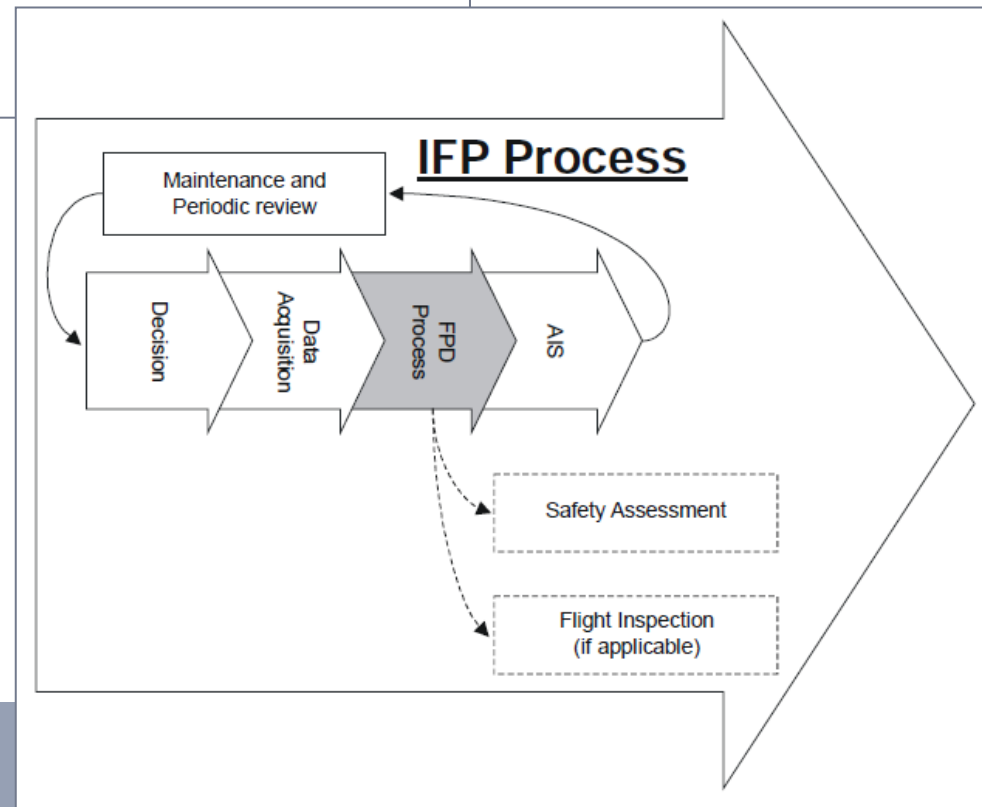 IFP Process
Maintenance and
Periodic review
Decision
Data
Acquisition
FPD
Process
AIS
Safety Assessment
Flight Inspection
(if applicable)